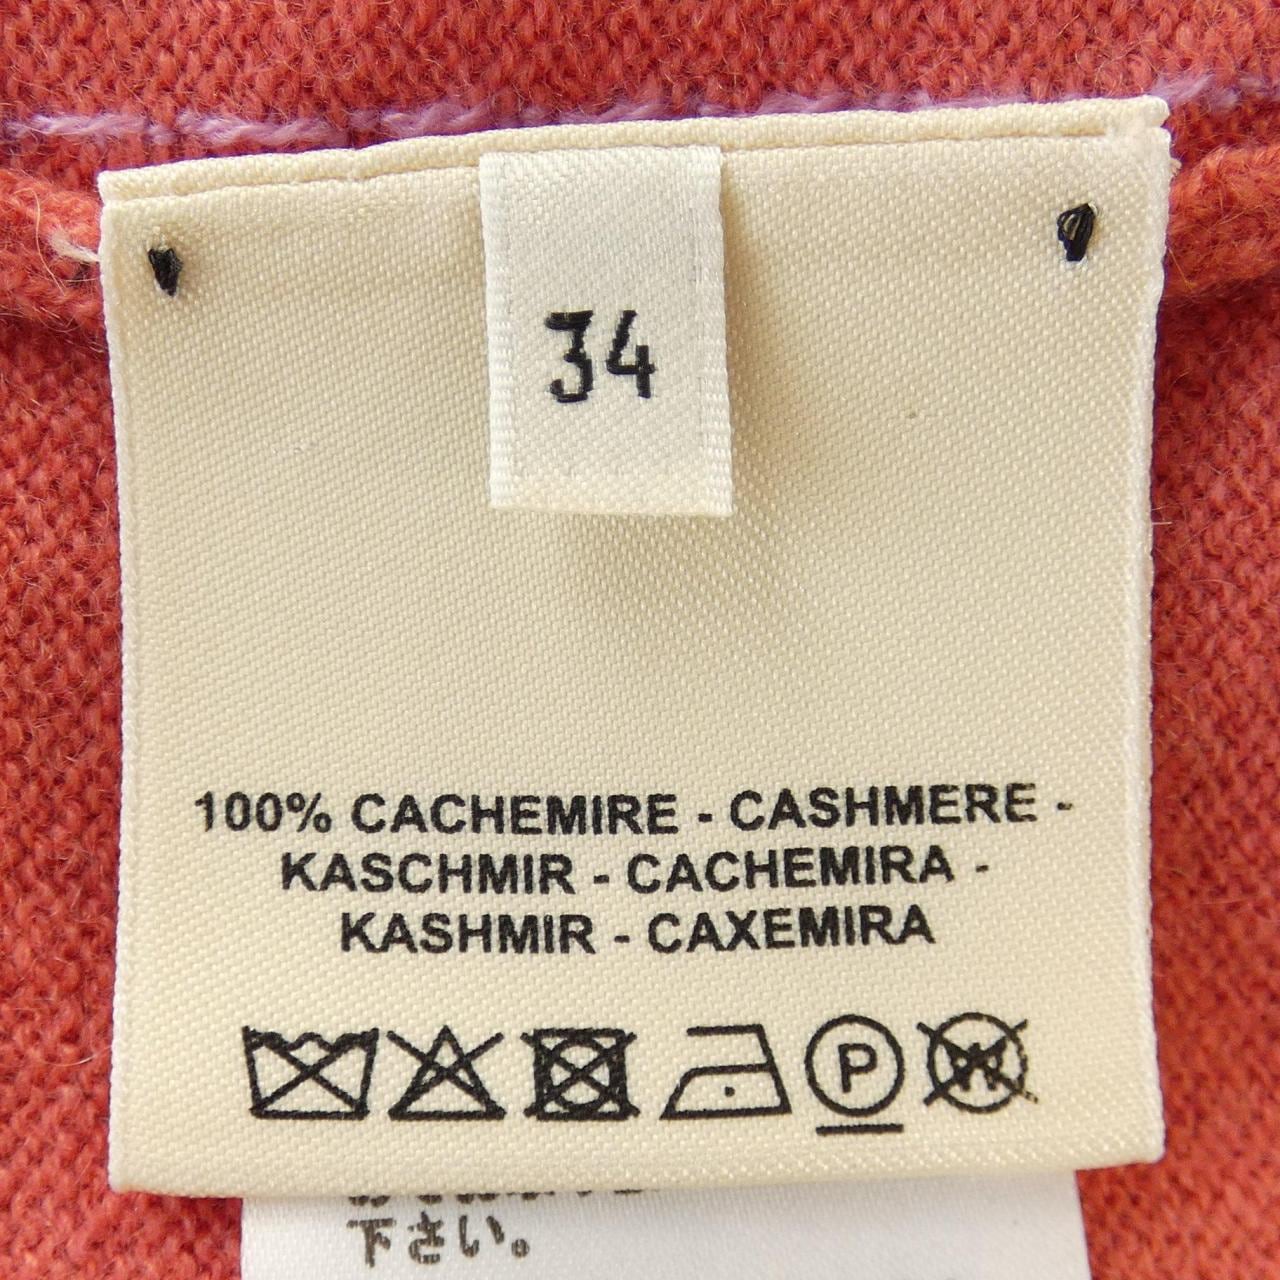 34
100% CACHEMIRE - CASHMERE -
KASCHMIR - CACHEMIRA -
KASHMIR - CAXEMIRA
P
W
下さい。